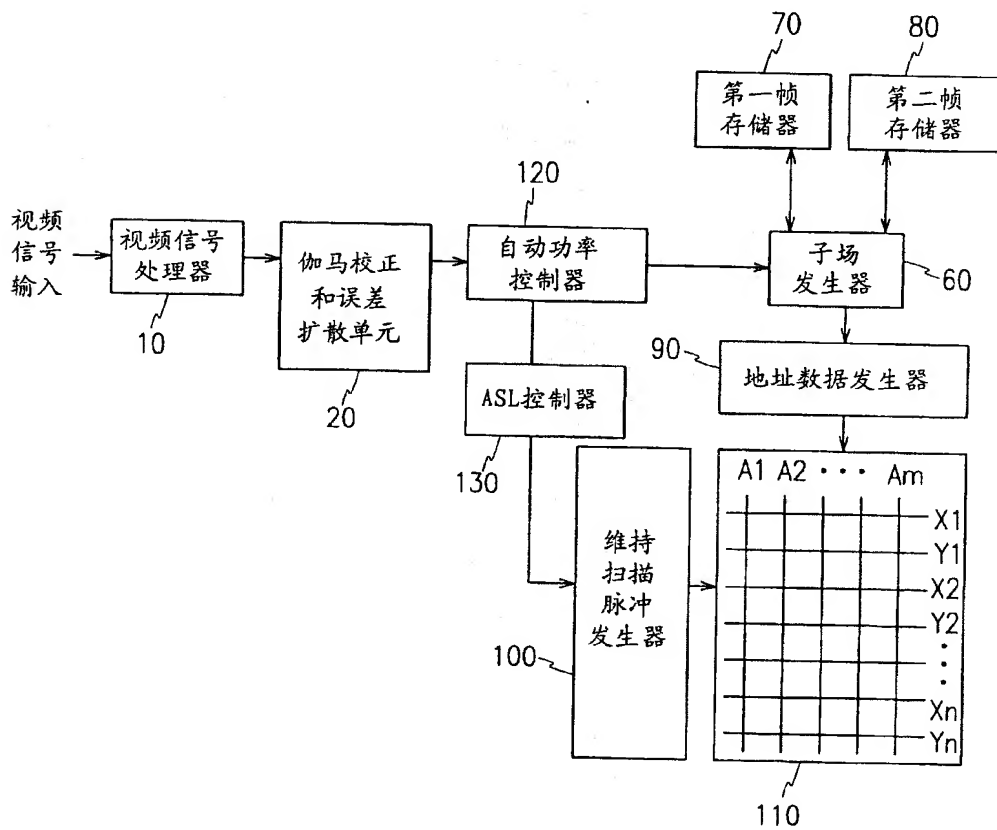 70
80
第一帧
存储器
第二帧
存储器
120
视频
信号
输入
视频信号
处理器
10
伽马校正
和误差
扩散单元
20
自动功率
控制器
子场
发生器
60
90
地址数据发生器
ASL控制器
130
维持
扫描
脉冲
发生器
100
A1 A2 ··· Am
X1
Y1
X2
Y2
⋮
Xn
Yn
110